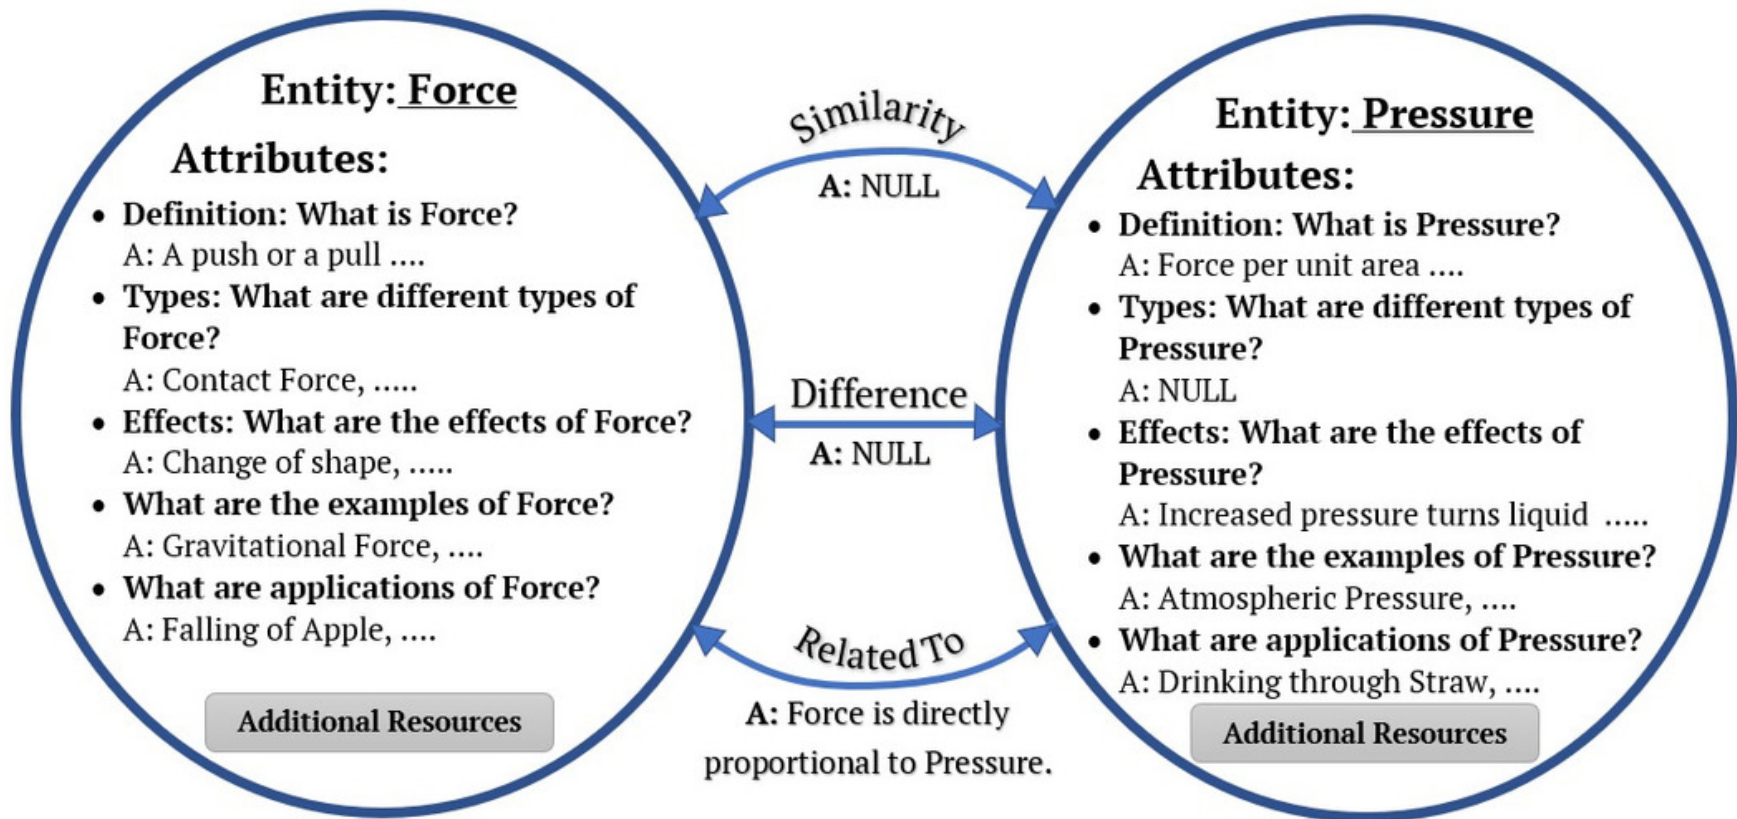 Entity: Force
Attributes:
• Definition: What is Force?
A: A push or a pull ....
• Types: What are different types of
Force?
A: Contact Force, .....
• Effects: What are the effects of Force?
A: Change of shape, .....
• What are the examples of Force?
A: Gravitational Force, ....
• What are applications of Force?
A: Falling of Apple, ....
Additional Resources
Similarity
A: NULL
Difference
A: NULL
Related To
A: Force is directly
proportional to Pressure.
Entity: Pressure
Attributes:
• Definition: What is Pressure?
A: Force per unit area ....
• Types: What are different types of
Pressure?
A: NULL
• Effects: What are the effects of
Pressure?
A: Increased pressure turns liquid .....
• What are the examples of Pressure?
A: Atmospheric Pressure, ....
• What are applications of Pressure?
A: Drinking through Straw, ....
Additional Resources